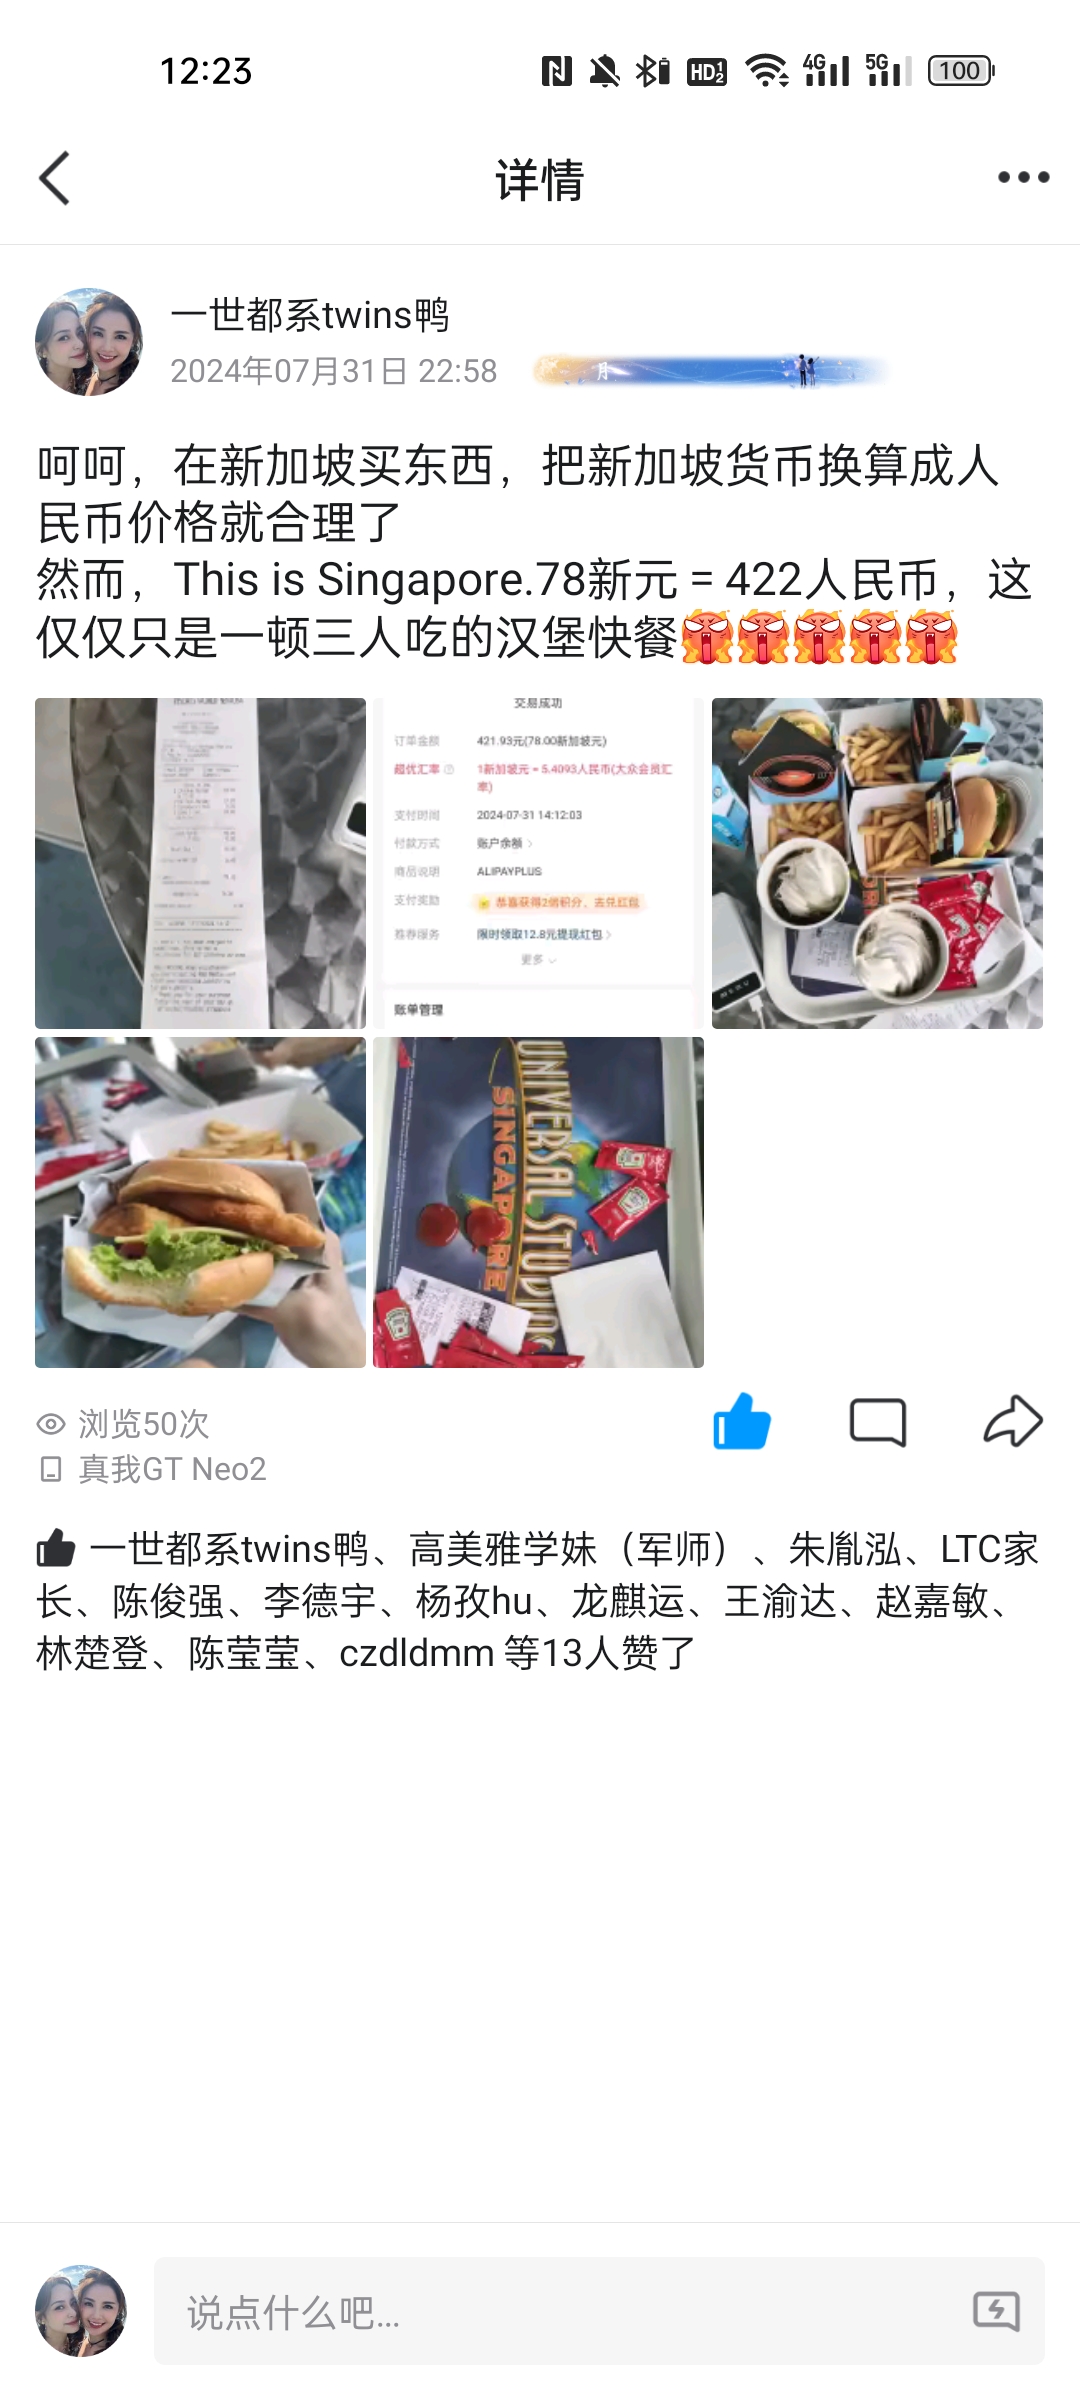 12:23
HD 1 2
4G
5G
100
详情
一世都系twins鸭
2024年07月31日 22:58
月
呵呵，在新加坡买东西，把新加坡货币换算成人
民币价格就合理了
然而，This is Singapore.78新元 = 422人民币，这
仅仅只是一顿三人吃的汉堡快餐
交易成功
订单金额 421.93元(78.00新加坡元)
超优汇率 1新加坡元 = 5.4093人民币(大众会员汇
率)
支付时间 2024-07-31 14:12:03
付款方式 账户余额
商品说明 ALIPAYPLUS
支付奖励 恭喜获得2倍积分，去兑红包
推荐服务 限时领取12.8元提现红包
更多
账单管理
UNIVERSAL STUDIOS
SINGAPORE
浏览50次
真我GT Neo2
一世都系twins鸭、高美雅学妹（军师）、朱胤泓、LTC家
长、陈俊强、李德宇、杨孜hu、龙麒运、王渝达、赵嘉敏、
林楚登、陈莹莹、czdldmm 等13人赞了
说点什么吧...